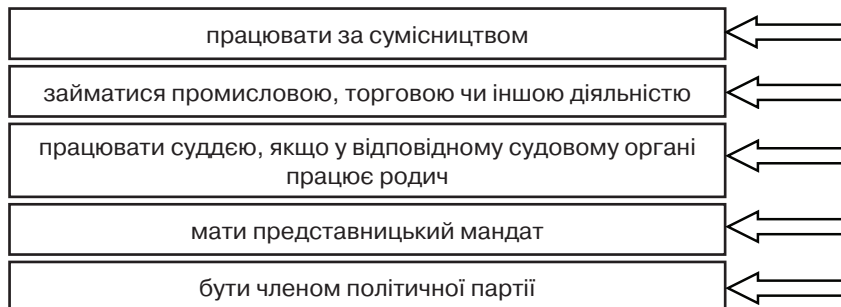 працювати за сумісництвом
займатися промисловою, торговою чи іншою діяльністю
працювати суддею, якщо у відповідному судовому органі
працює родич
мати представницький мандат
бути членом політичної партії